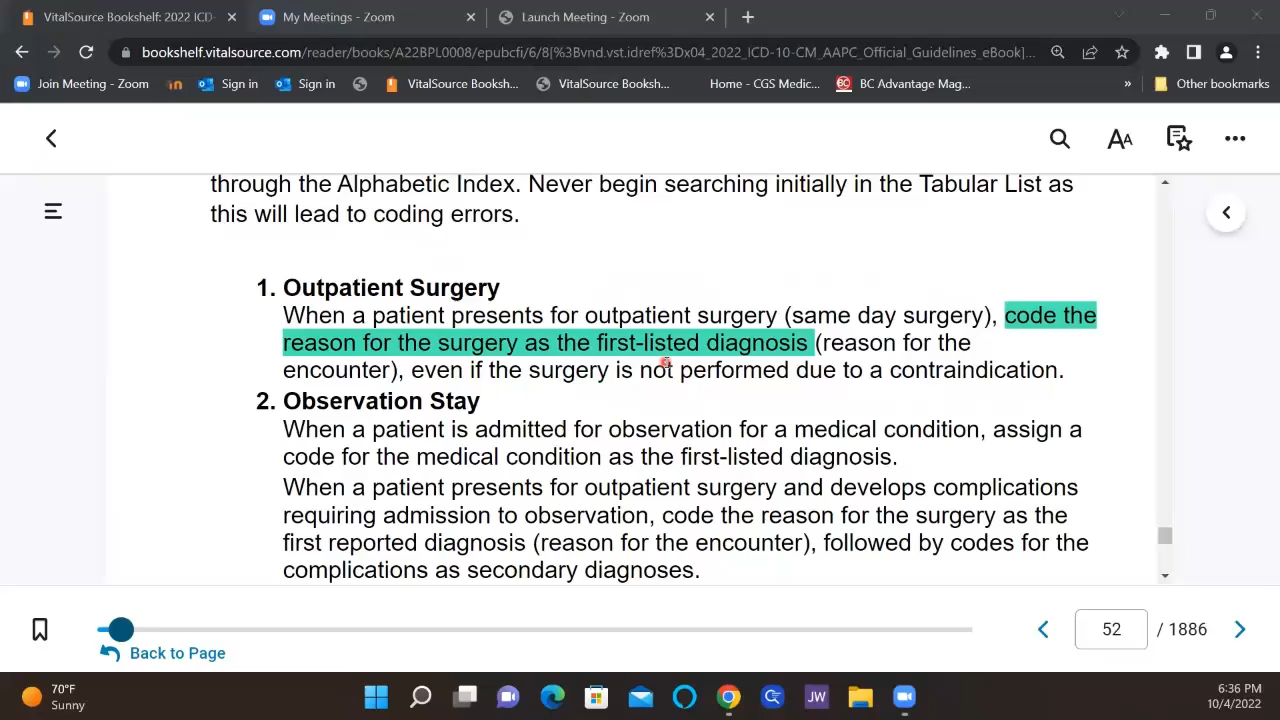 VitalSource Bookshelf: 2022 ICD-
My Meetings - Zoom
Launch Meeting - Zoom
bookshelf.vitalsource.com/reader/books/A22BPL0008/epubcfi/6/8[%3Bvnd.vst.idref%3Dx04_2022_ICD-10-CM_AAPC_Official_Guidelines_eBook]...
Join Meeting - Zoom
in
Sign in
Sign in
VitalSource Booksh...
VitalSource Booksh...
Home - CGS Medic...
BC
BC Advantage Mag...
»
Other bookmarks
AA
through the Alphabetic Index. Never begin searching initially in the Tabular List as
this will lead to coding errors.
1. Outpatient Surgery
When a patient presents for outpatient surgery (same day surgery), code the
reason for the surgery as the first-listed diagnosis (reason for the
encounter), even if the surgery is not performed due to a contraindication.
2. Observation Stay
When a patient is admitted for observation for a medical condition, assign a
code for the medical condition as the first-listed diagnosis.
When a patient presents for outpatient surgery and develops complications
requiring admission to observation, code the reason for the surgery as the
first reported diagnosis (reason for the encounter), followed by codes for the
complications as secondary diagnoses.
52 / 1886
Back to Page
70°F
Sunny
JW
6:36 PM
10/4/2022